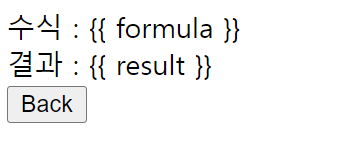 수식 : {{ formula }}
결과 : {{ result }}
Back